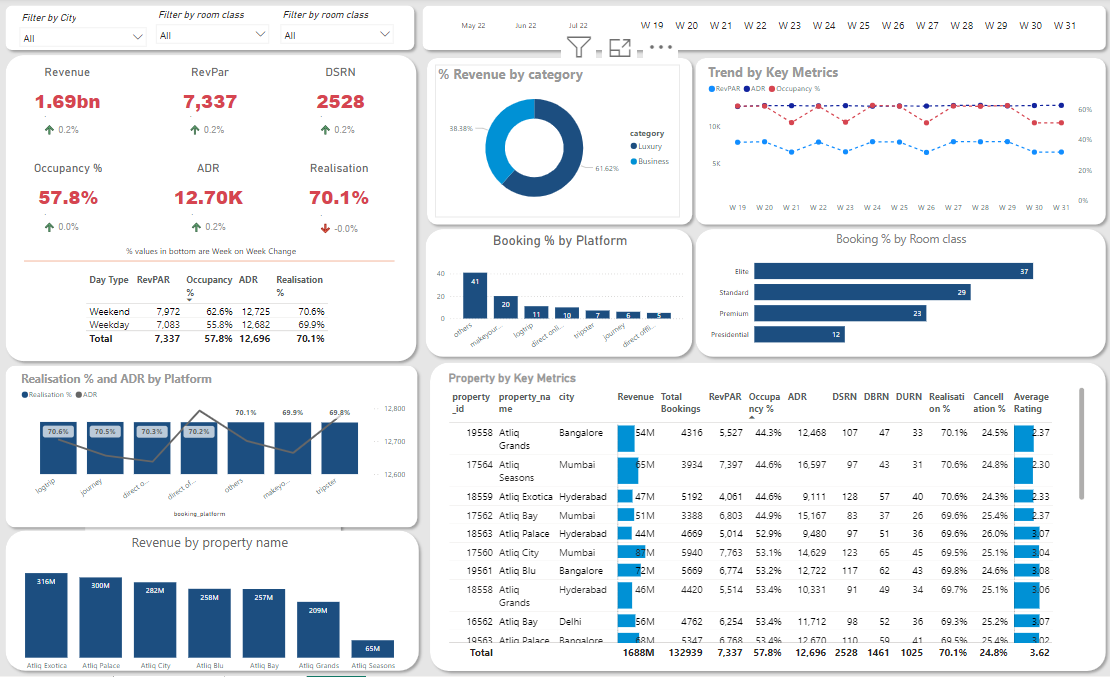 Filter by City
Filter by room class
Filter by room class
All
All
All
May 22
Jun 22
Jul 22
W 19 W 20 W 21 W 22 W 23 W 24 W 25 W 26 W 27 W 28 W 29 W 30 W 31
Revenue
RevPar
DSRN
1.69bn
7,337
2528
0.2%
0.2%
0.2%
Occupancy %
ADR
Realisation
57.8%
12.70K
70.1%
0.0%
0.2%
-0.0%
% values in bottom are Week on Week Change
Day Type RevPAR Occupancy % ADR Realisation %
Weekend 7,972 62.6% 12,725 70.6%
Weekday 7,083 55.8% 12,682 69.9%
Total 7,337 57.8% 12,696 70.1%
% Revenue by category
38.38%
61.62%
category
Luxury
Business
Trend by Key Metrics
RevPAR ADR Occupancy %
10K
5K
60%
40%
20%
0%
W 19 W 20 W 21 W 22 W 23 W 24 W 25 W 26 W 27 W 28 W 29 W 30 W 31
Booking % by Platform
40
20
0
41
20
11
10
7
6
5
others
makeyour...
logtrip
direct onli...
tripster
journey
direct offli...
Booking % by Room class
Elite 37
Standard 29
Premium 23
Presidential 12
Realisation % and ADR by Platform
Realisation % ADR
70.6%
70.5%
70.3%
70.2%
70.1%
69.9%
69.8%
12,800
12,700
12,600
logtrip
journey
direct o...
direct of...
others
makeyo...
tripster
booking_platform
Revenue by property name
316M
300M
282M
258M
257M
209M
65M
Atliq Exotica Atliq Palace Atliq City Atliq Blu Atliq Bay Atliq Grands Atliq Seasons
Property by Key Metrics
property_id property_name city Revenue Total Bookings RevPAR Occupancy % ADR DSRN DBRN DURN Realisation % Cancellation % Average Rating
19558 Atliq Grands Bangalore 54M 4316 5,527 44.3% 12,468 107 47 33 70.1% 24.5% 2.37
17564 Atliq Seasons Mumbai 65M 3934 7,397 44.6% 16,597 97 43 31 70.6% 24.8% 2.30
18559 Atliq Exotica Hyderabad 47M 5192 4,061 44.6% 9,111 128 57 40 70.6% 24.3% 2.33
17562 Atliq Bay Mumbai 51M 3388 6,803 44.9% 15,167 83 37 26 69.6% 25.4% 2.37
18563 Atliq Palace Hyderabad 44M 4669 5,014 52.9% 9,480 97 51 36 69.6% 26.0% 3.07
17560 Atliq City Mumbai 87M 5940 7,763 53.1% 14,629 123 65 45 69.5% 25.1% 3.04
19561 Atliq Blu Bangalore 72M 5669 6,774 53.2% 12,722 117 62 43 69.8% 24.6% 3.08
18558 Atliq Grands Hyderabad 46M 4420 5,514 53.4% 10,331 91 49 34 69.7% 25.1% 3.06
16562 Atliq Bay Delhi 56M 4762 6,254 53.4% 11,712 98 52 36 69.3% 25.2% 3.07
19563 Atliq Palace Bangalore 68M 5347 6,768 53.4% 12,670 110 59 41 69.5% 25.4% 3.02
Total 1688M 132939 7,337 57.8% 12,696 2528 1461 1025 70.1% 24.8% 3.62